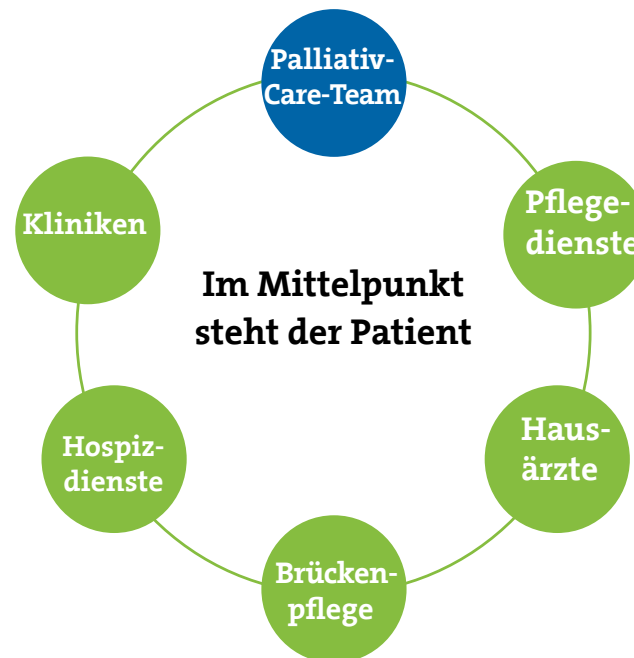 Palliativ-
Care-Team
Kliniken
Pflege-
dienste
Im Mittelpunkt
steht der Patient
Hospiz-
dienste
Haus-
ärzte
Brücken-
pflege